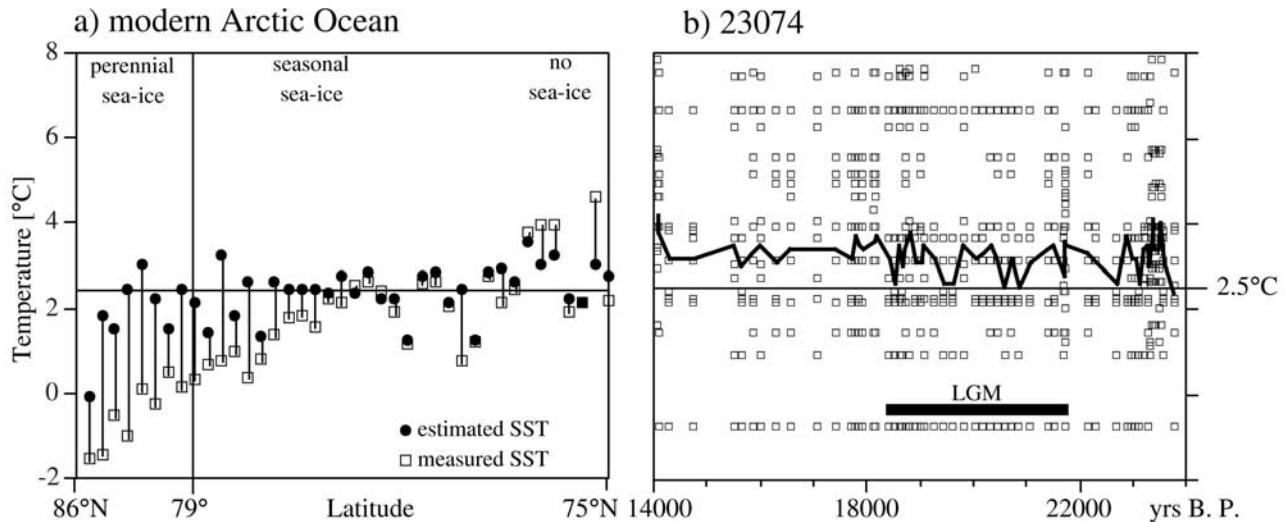 a) modern Arctic Ocean
b) 23074
8
6
4
2
0
-2
Temperature [°C]
perennial
sea-ice
seasonal
sea-ice
no
sea-ice
estimated SST
measured SST
86°N
79°
Latitude
75°N
2.5°C
LGM
14000
18000
22000
yrs B. P.